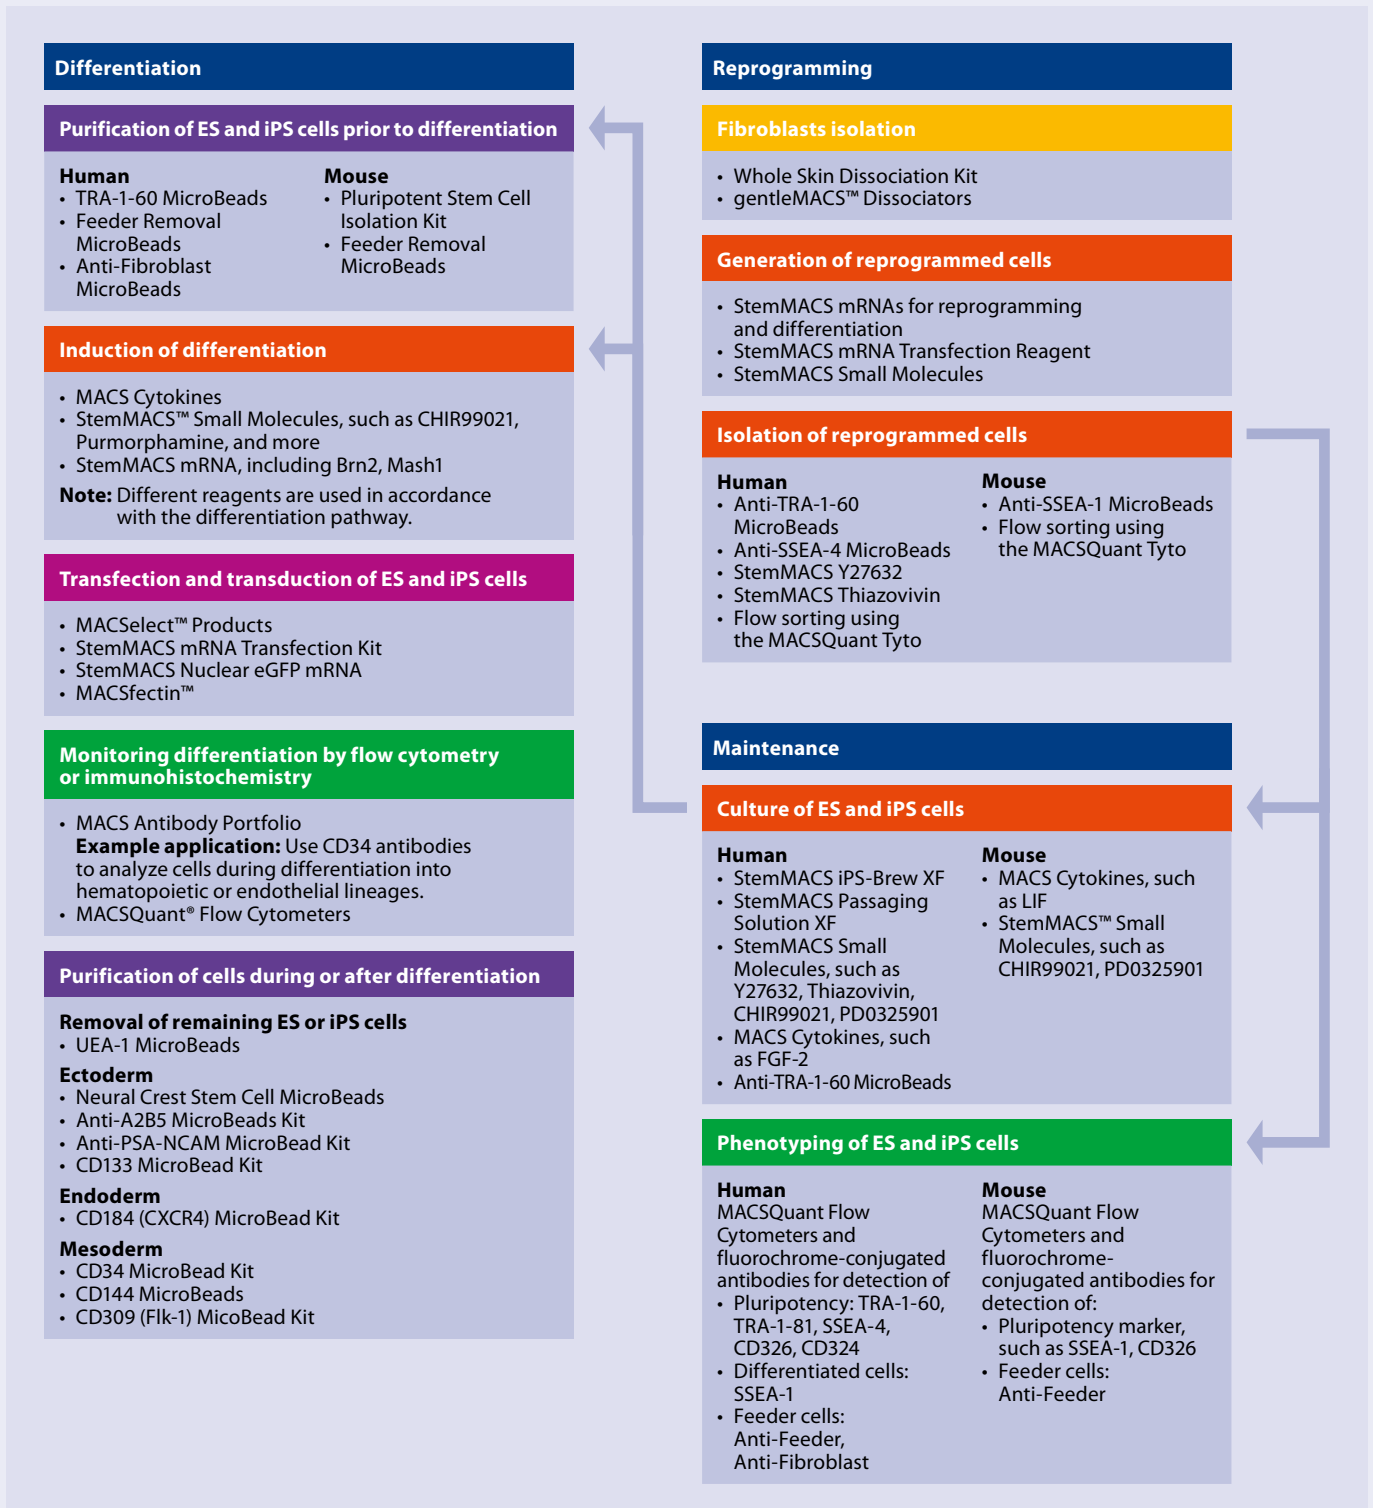 Differentiation
Purification of ES and iPS cells prior to differentiation
Human
• TRA-1-60 MicroBeads
• Feeder Removal
MicroBeads
• Anti-Fibroblast
MicroBeads
Mouse
• Pluripotent Stem Cell
Isolation Kit
• Feeder Removal
MicroBeads
Induction of differentiation
• MACS Cytokines
• StemMACS™ Small Molecules, such as CHIR99021,
Purmorphamine, and more
• StemMACS mRNA, including Brn2, Mash1
Note: Different reagents are used in accordance
with the differentiation pathway.
Transfection and transduction of ES and iPS cells
• MACSelect™ Products
• StemMACS mRNA Transfection Kit
• StemMACS Nuclear eGFP mRNA
• MACSfectin™
Monitoring differentiation by flow cytometry
or immunohistochemistry
• MACS Antibody Portfolio
Example application: Use CD34 antibodies
to analyze cells during differentiation into
hematopoietic or endothelial lineages.
• MACSQuant® Flow Cytometers
Purification of cells during or after differentiation
Removal of remaining ES or iPS cells
• UEA-1 MicroBeads
Ectoderm
• Neural Crest Stem Cell MicroBeads
• Anti-A2B5 MicroBeads Kit
• Anti-PSA-NCAM MicroBead Kit
• CD133 MicroBead Kit
Endoderm
• CD184 (CXCR4) MicroBead Kit
Mesoderm
• CD34 MicroBead Kit
• CD144 MicroBeads
• CD309 (Flk-1) MicoBead Kit
Reprogramming
Fibroblasts isolation
• Whole Skin Dissociation Kit
• gentleMACS™ Dissociators
Generation of reprogrammed cells
• StemMACS mRNAs for reprogramming
and differentiation
• StemMACS mRNA Transfection Reagent
• StemMACS Small Molecules
Isolation of reprogrammed cells
Human
• Anti-TRA-1-60
MicroBeads
• Anti-SSEA-4 MicroBeads
• StemMACS Y27632
• StemMACS Thiazovivin
• Flow sorting using
the MACSQuant Tyto
Mouse
• Anti-SSEA-1 MicroBeads
• Flow sorting using
the MACSQuant Tyto
Maintenance
Culture of ES and iPS cells
Human
• StemMACS iPS-Brew XF
• StemMACS Passaging
Solution XF
• StemMACS Small
Molecules, such as
Y27632, Thiazovivin,
CHIR99021, PD0325901
• MACS Cytokines, such
as FGF-2
• Anti-TRA-1-60 MicroBeads
Mouse
• MACS Cytokines, such
as LIF
• StemMACS™ Small
Molecules, such as
CHIR99021, PD0325901
Phenotyping of ES and iPS cells
Human
MACSQuant Flow
Cytometers and
fluorochrome-conjugated
antibodies for detection of
• Pluripotency: TRA-1-60,
TRA-1-81, SSEA-4,
CD326, CD324
• Differentiated cells:
SSEA-1
• Feeder cells:
Anti-Feeder,
Anti-Fibroblast
Mouse
MACSQuant Flow
Cytometers and
fluorochrome-
conjugated antibodies for
detection of:
• Pluripotency marker,
such as SSEA-1, CD326
• Feeder cells:
Anti-Feeder